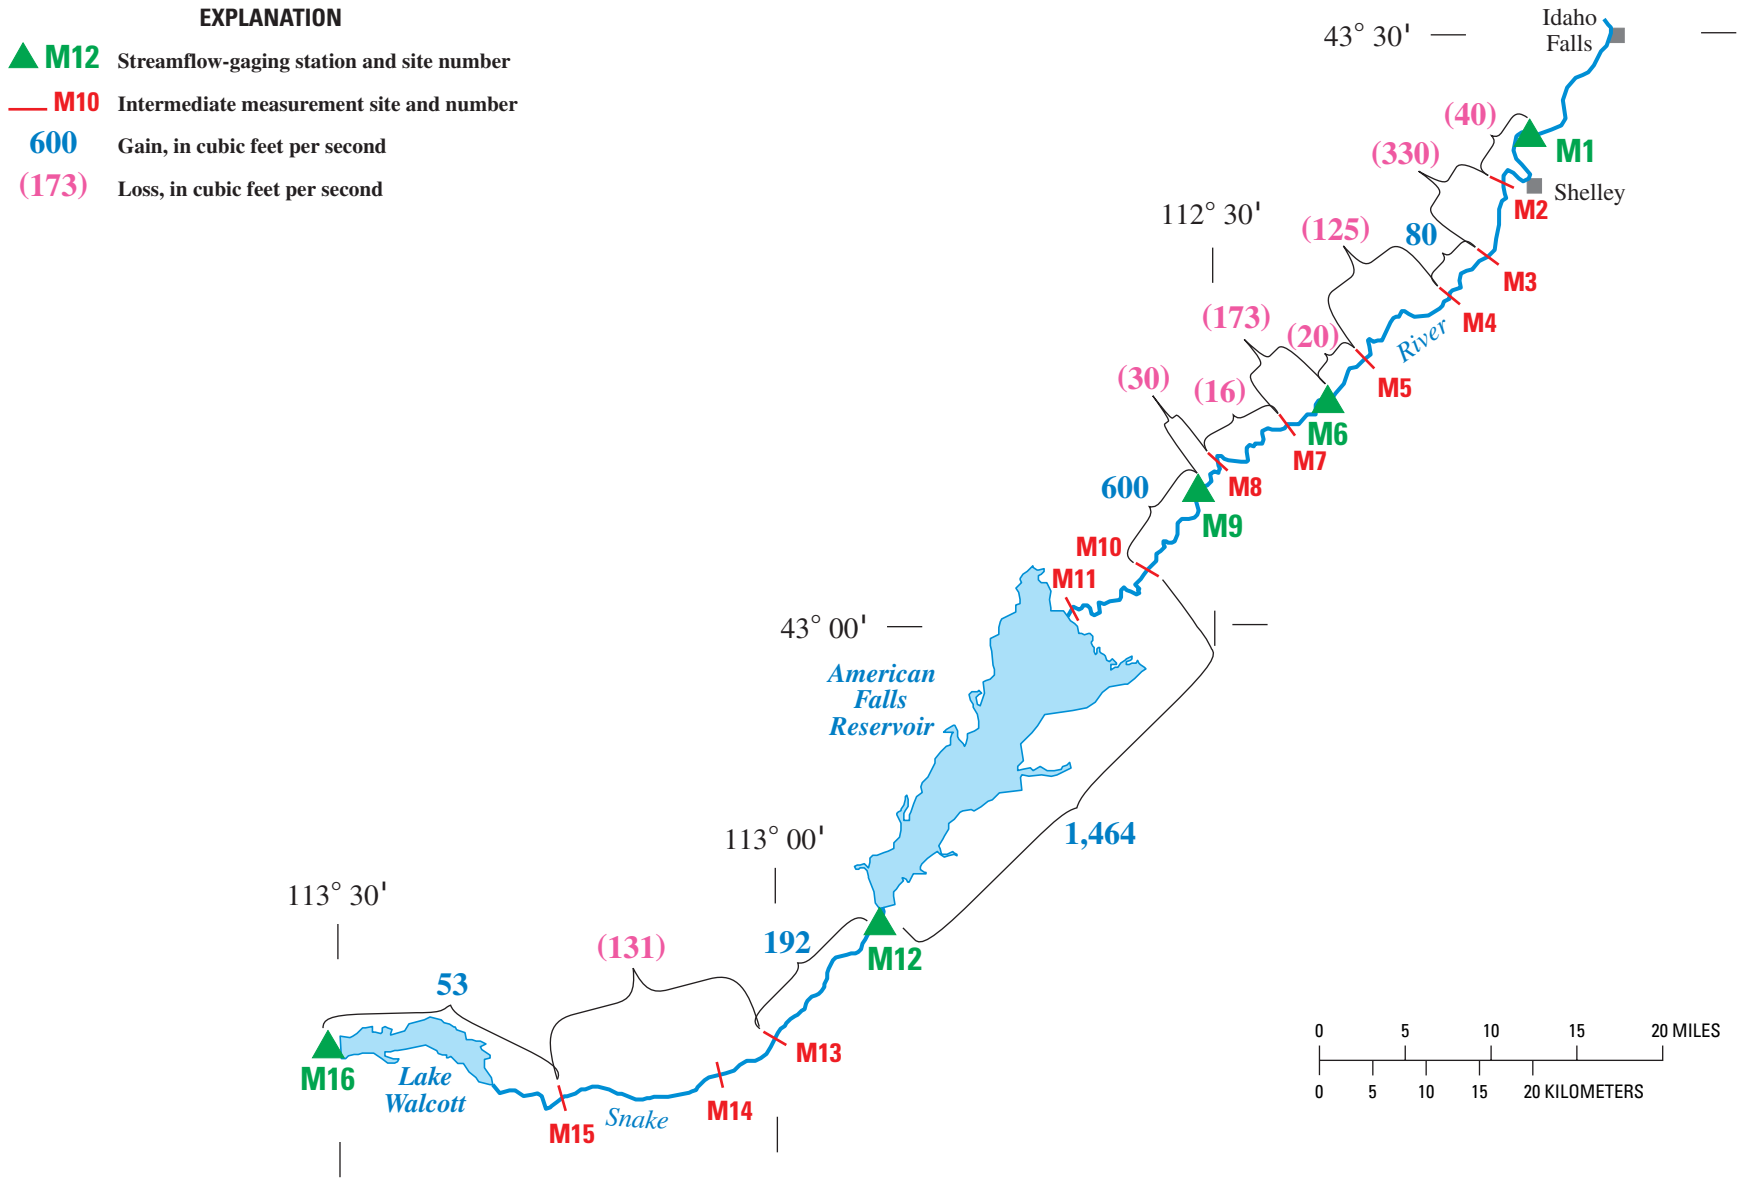 EXPLANATION
M12 Streamflow-gaging station and site number
M10 Intermediate measurement site and number
600 Gain, in cubic feet per second
(173) Loss, in cubic feet per second
43° 30'
Idaho
Falls
(40)
M1
(330)
Shelley
M2
112° 30'
(125)
80
M3
M4
River
(173)
(20)
M5
(30)
(16)
M6
M7
600
M8
M9
M10
M11
43° 00'
American
Falls
Reservoir
1,464
113° 00'
113° 30'
192
(131)
M12
53
M13
M16
Lake
Walcott
M14
Snake
M15
0 5 10 15 20 MILES
0 5 10 15 20 KILOMETERS